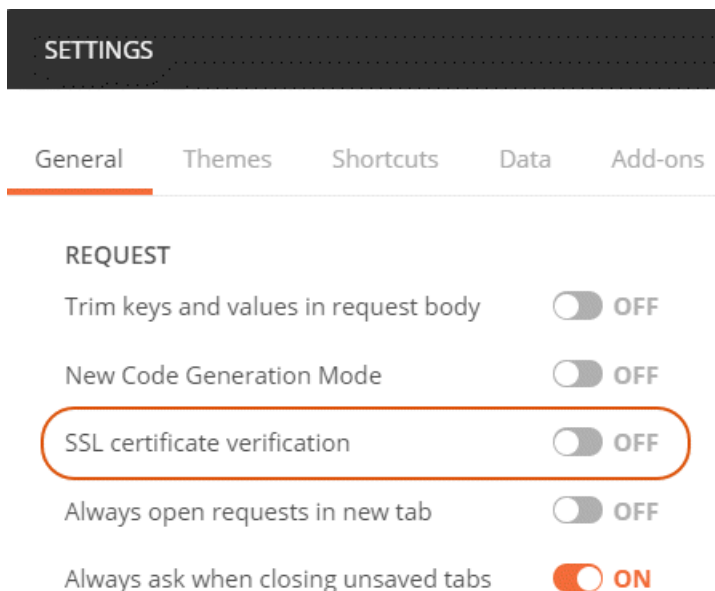 SETTINGS
General Themes Shortcuts Data Add-ons
REQUEST
Trim keys and values in request body OFF
New Code Generation Mode OFF
SSL certificate verification OFF
Always open requests in new tab OFF
Always ask when closing unsaved tabs ON